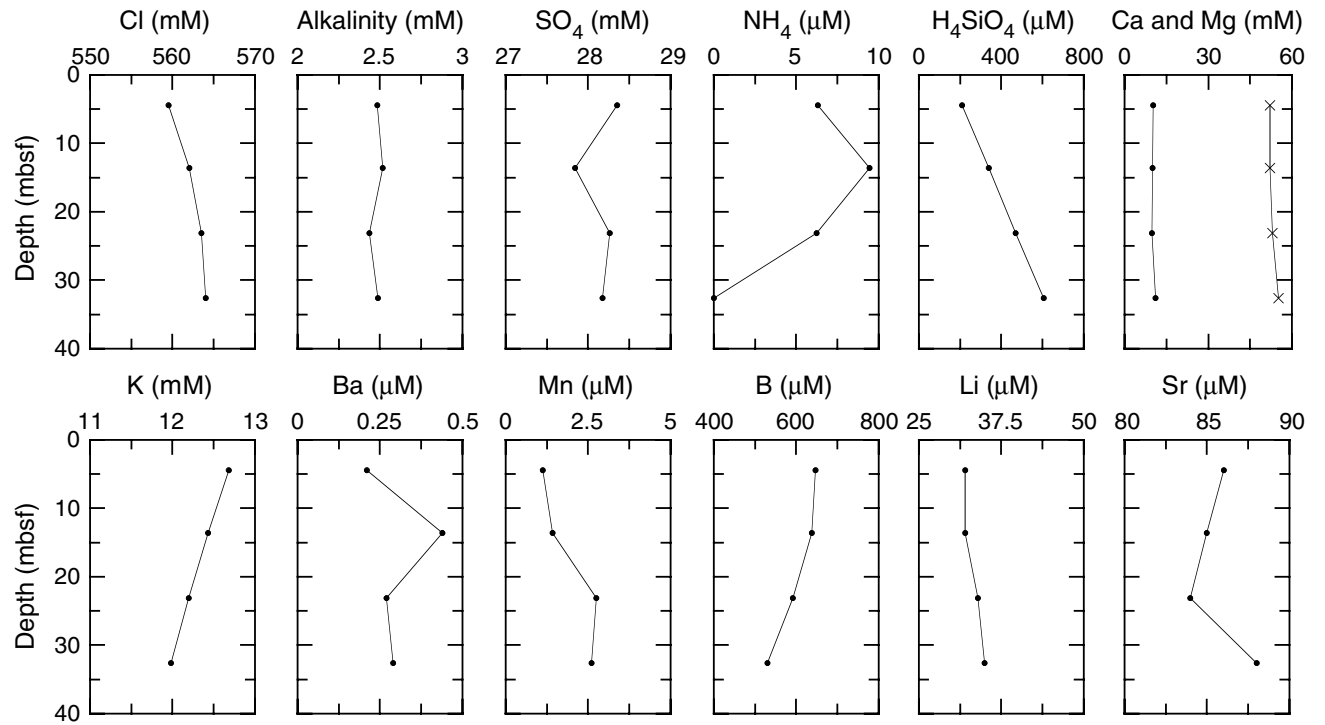 Cl (mM) Alkalinity (mM) SO4 (mM) NH4 (μM) H4SiO4 (μM) Ca and Mg (mM)
550 560 570 2 2.5 3 27 28 29 0 5 10 0 400 800 0 30 60
0
10
20
30
40
Depth (mbsf)
K (mM) Ba (μM) Mn (μM) B (μM) Li (μM) Sr (μM)
11 12 13 0 0.25 0.5 0 2.5 5 400 600 800 25 37.5 50 80 85 90
0
10
20
30
40
Depth (mbsf)